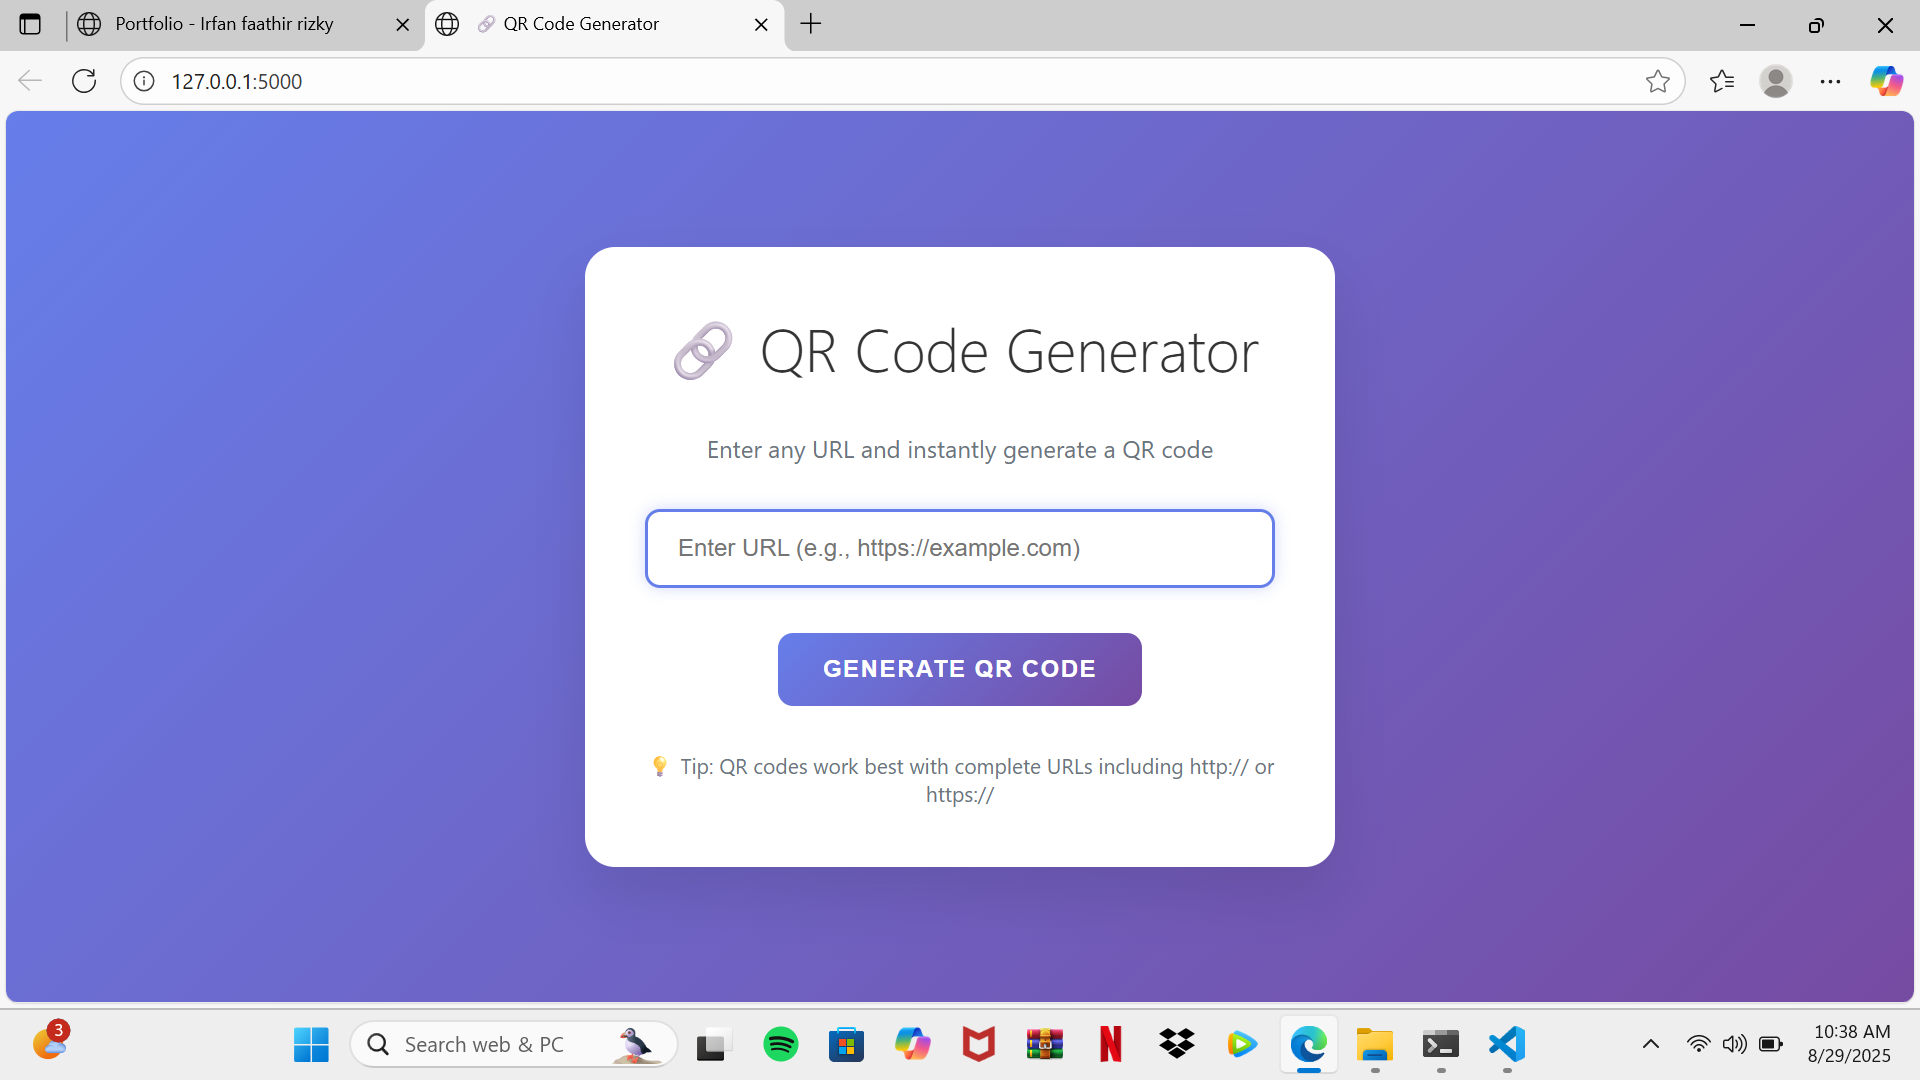 Portfolio - Irfan faathir rizky
🔗 QR Code Generator
127.0.0.1:5000
🔗 QR Code Generator
Enter any URL and instantly generate a QR code
Enter URL (e.g., https://example.com)
GENERATE QR CODE
💡 Tip: QR codes work best with complete URLs including http:// or
https://
3
Search web & PC
N
10:38 AM
8/29/2025